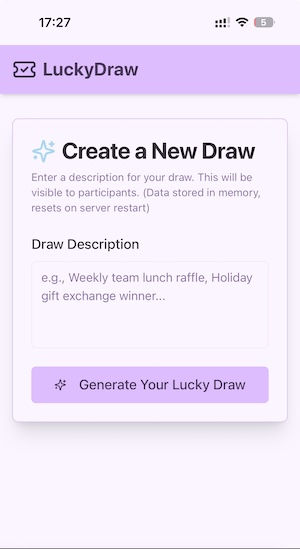 17:27
5
LuckyDraw
Create a New Draw
Enter a description for your draw. This will be
visible to participants. (Data stored in memory,
resets on server restart)
Draw Description
e.g., Weekly team lunch raffle, Holiday
gift exchange winner...
Generate Your Lucky Draw